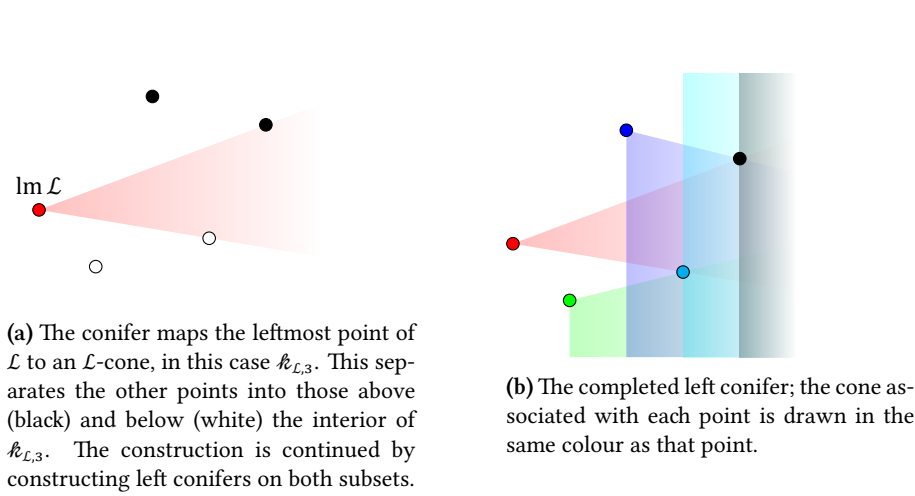 lm ℒ
(a) The conifer maps the leftmost point of
ℒ to an ℒ-cone, in this case 𝓀ℒ,3. This sep-
arates the other points into those above
(black) and below (white) the interior of
𝓀ℒ,3. The construction is continued by
constructing left conifers on both subsets.
(b) The completed left conifer; the cone as-
sociated with each point is drawn in the
same colour as that point.